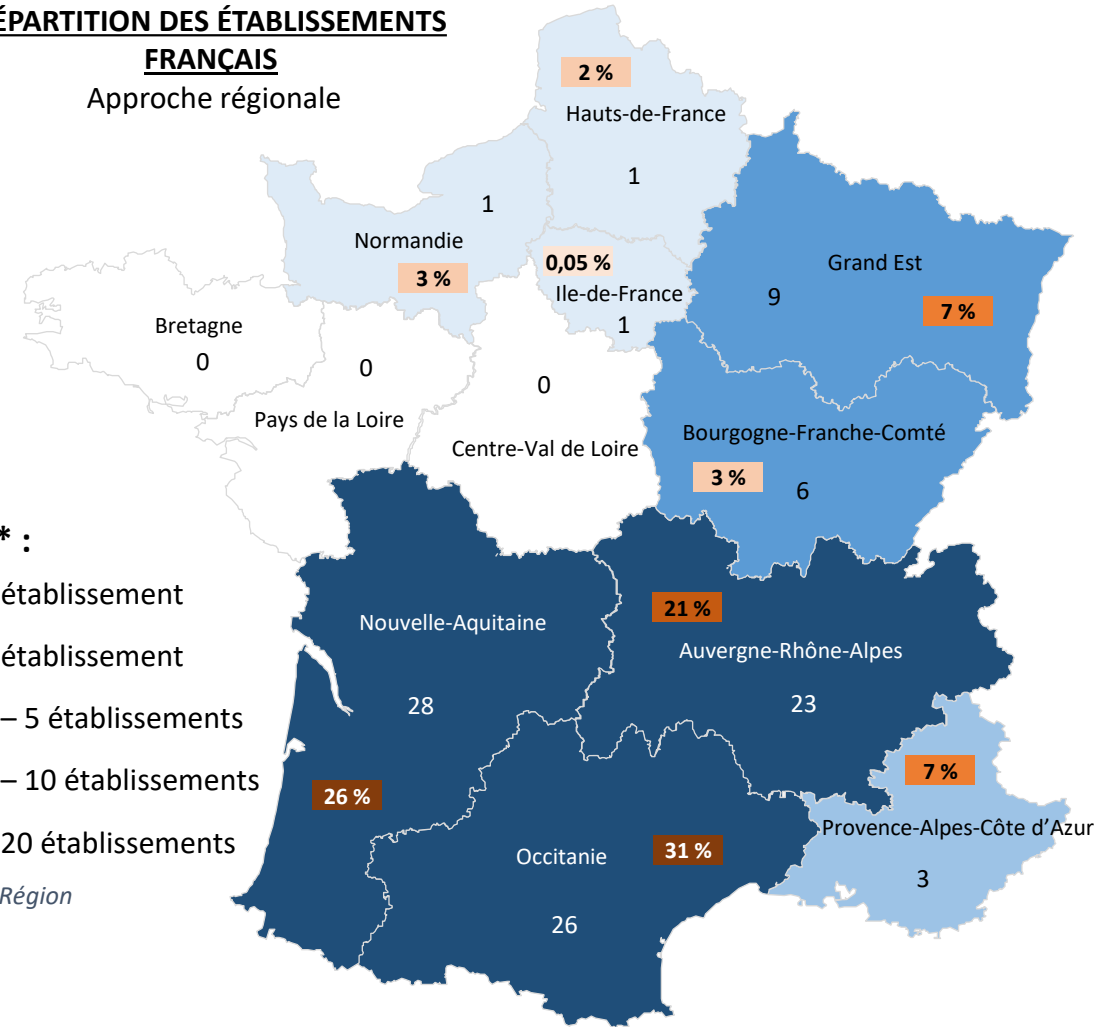 ÉPARTITION DES ÉTABLISSEMENTS
FRANÇAIS
Approche régionale
2 %
Hauts-de-France
1
1
Normandie
3 %
0,05 %
Ile-de-France
1
Grand Est
9
7 %
Bretagne
0
0
Pays de la Loire
0
Centre-Val de Loire
Bourgogne-Franche-Comté
3 %
6
* :
établissement
établissement
– 5 établissements
– 10 établissements
20 établissements
Région
Nouvelle-Aquitaine
28
26 %
21 %
Auvergne-Rhône-Alpes
23
Occitanie
31 %
26
7 %
Provence-Alpes-Côte d’Azur
3